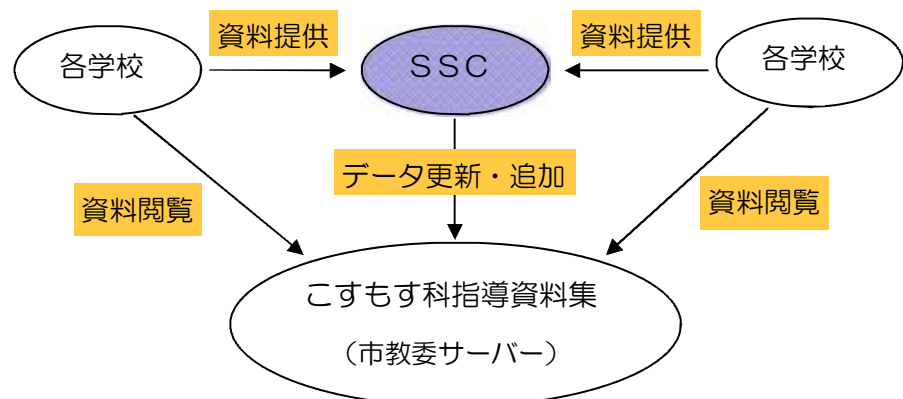 資料提供
資料提供
各学校
SSC
各学校
データ更新・追加
資料閲覧
資料閲覧
こすもす科指導資料集
(市教委サーバー)